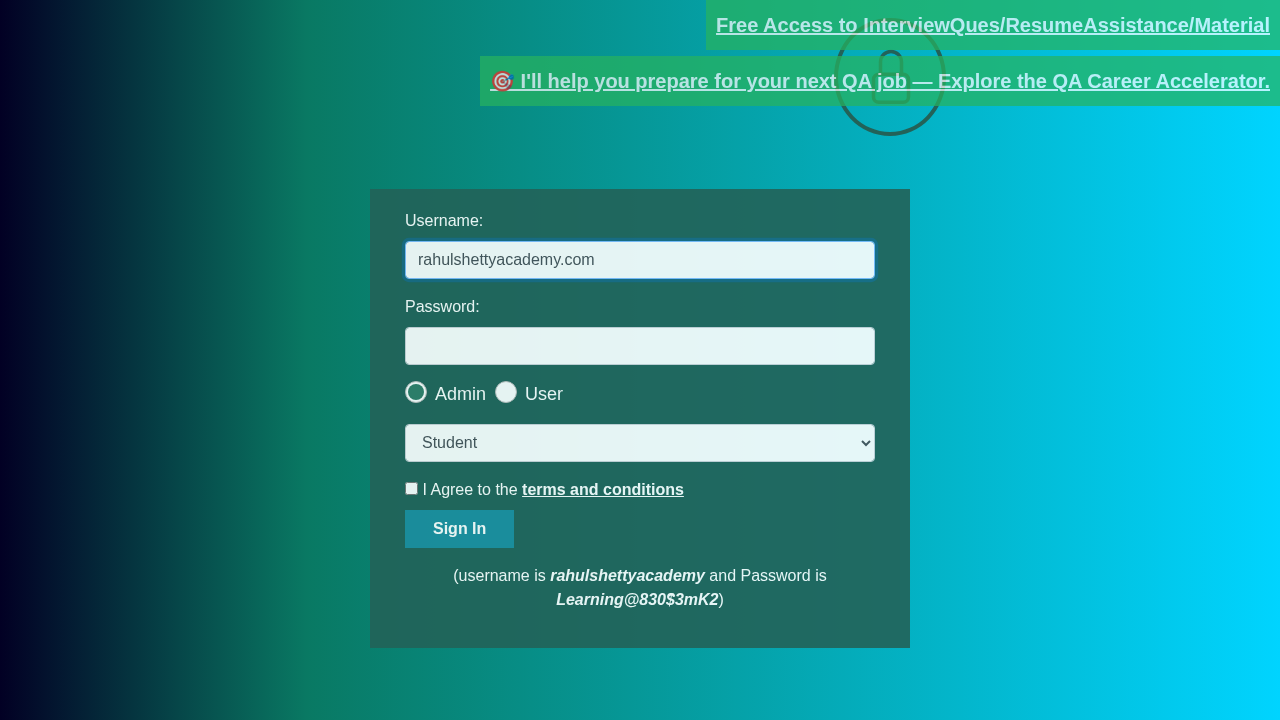 Free Access to InterviewQues/ResumeAssistance/Material
🎯 I'll help you prepare for your next QA job — Explore the QA Career Accelerator.
Username:
rahulshettyacademy.com
Password:
Admin User
Student
I Agree to the terms and conditions
Sign In
(username is rahulshettyacademy and Password is
Learning@830$3mK2)